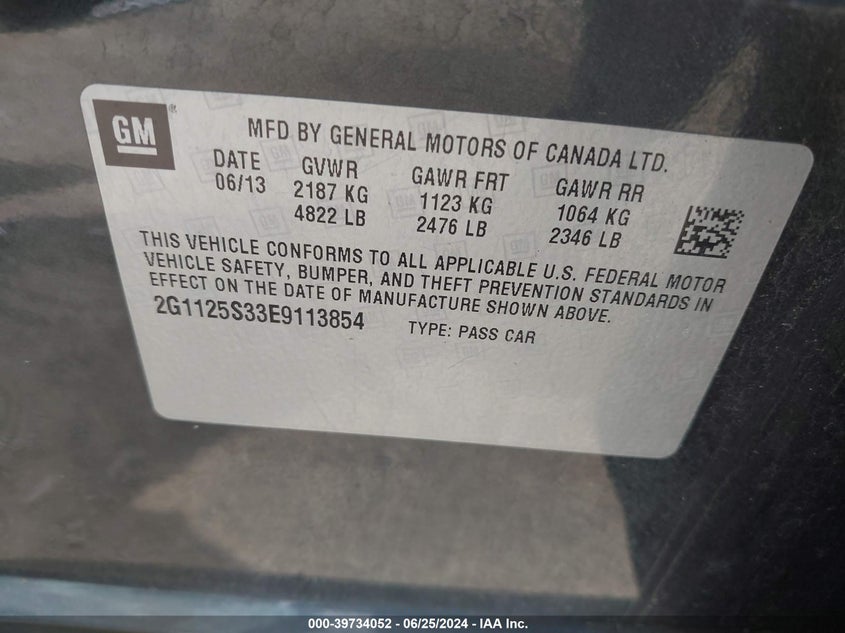 GM®
MFD BY GENERAL MOTORS OF CANADA LTD.
DATE GVWR GAWR FRT GAWR RR
06/13 2187 KG 1123 KG 1064 KG
4822 LB 2476 LB 2346 LB
THIS VEHICLE CONFORMS TO ALL APPLICABLE U.S. FEDERAL MOTOR
VEHICLE SAFETY, BUMPER, AND THEFT PREVENTION STANDARDS IN
EFFECT ON THE DATE OF MANUFACTURE SHOWN ABOVE.
2G1125S33E9113854 TYPE: PASS CAR
000-39734052 - 06/25/2024 - IAA Inc.